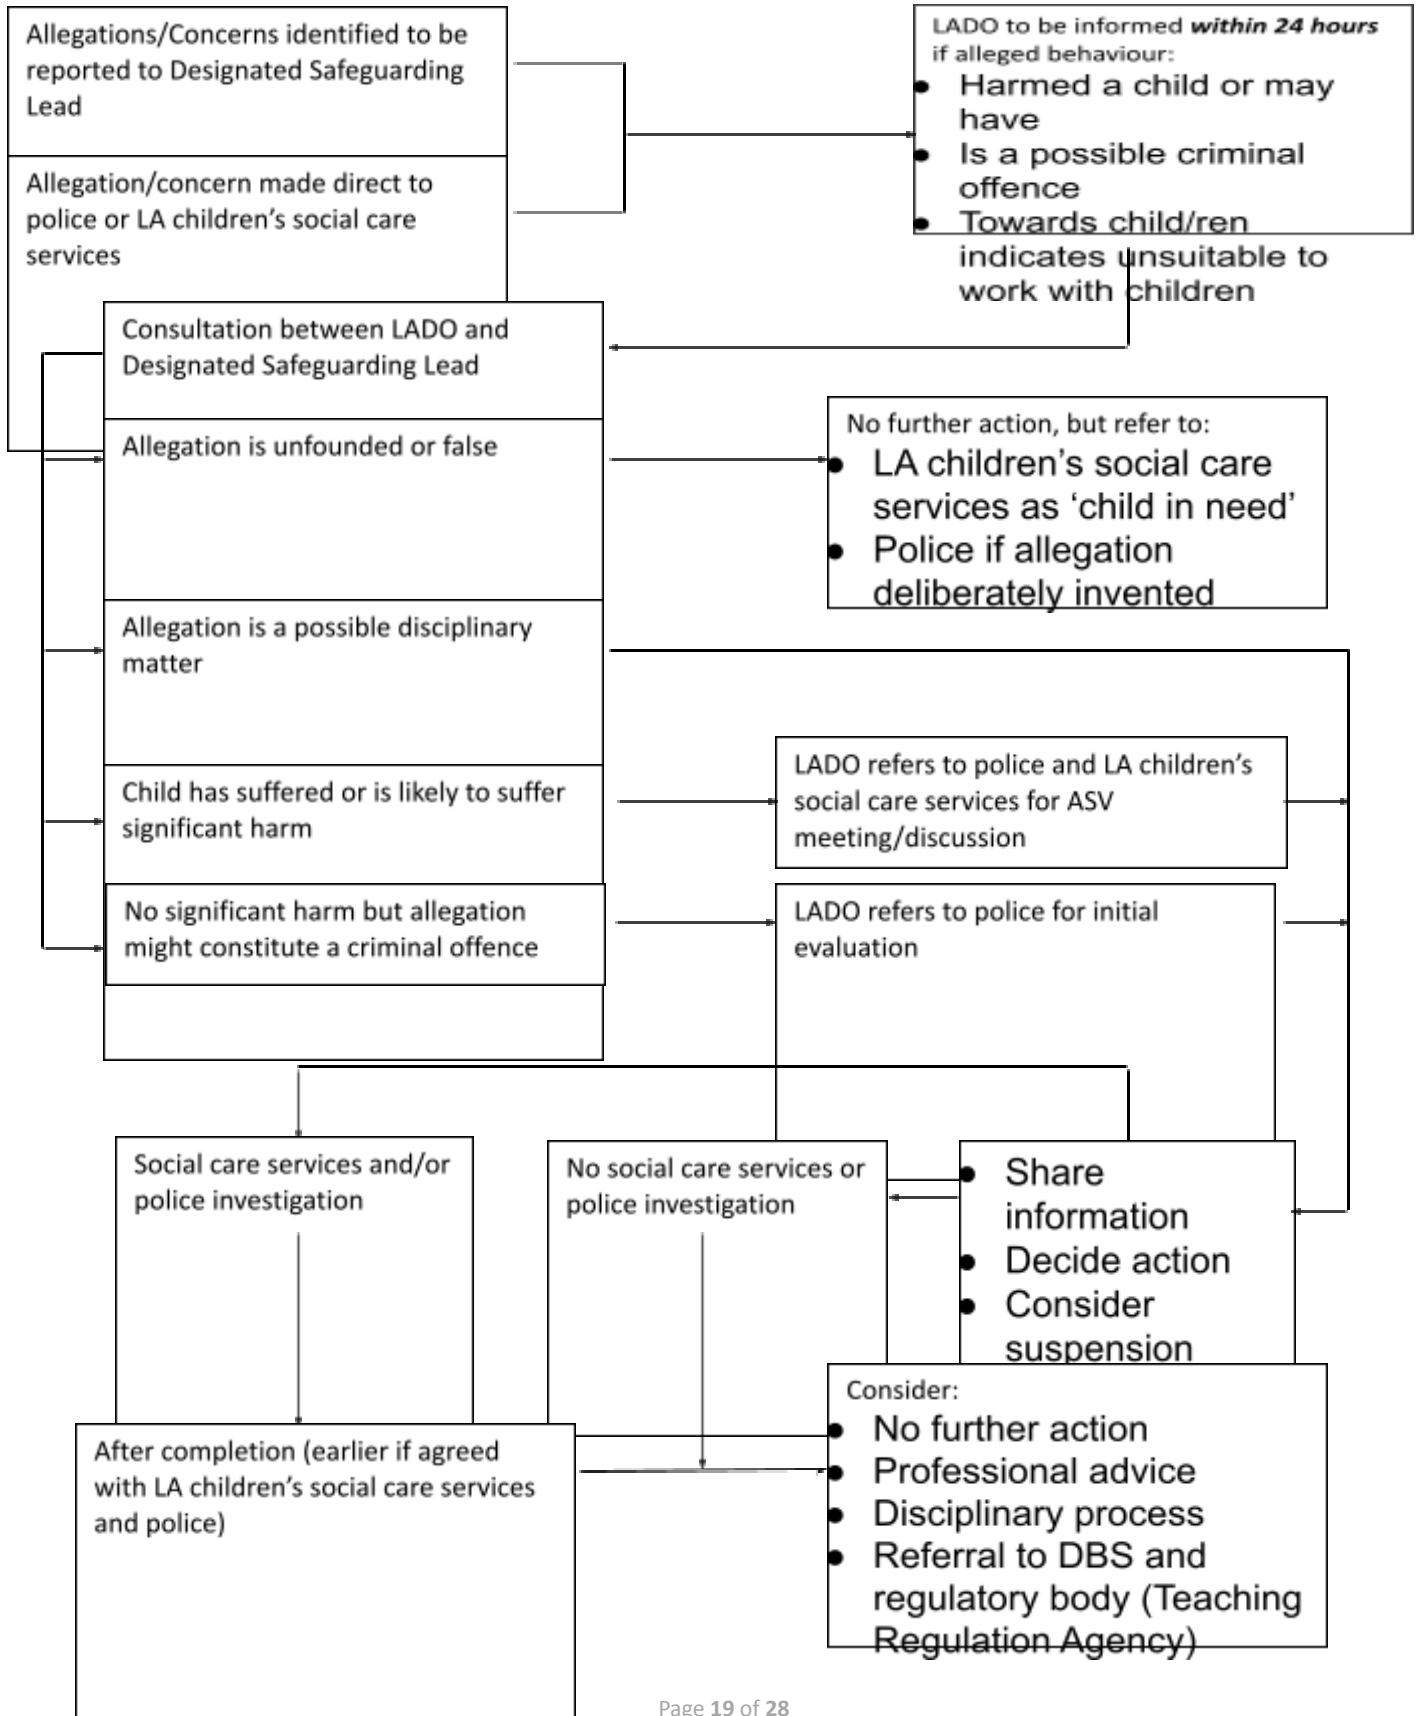 Allegations/Concerns identified to be
reported to Designated Safeguarding
Lead
LADO to be informed within 24 hours
if alleged behaviour:
● Harmed a child or may
have
● Is a possible criminal
offence
● Towards child/ren
indicates unsuitable to
work with children
Allegation/concern made direct to
police or LA children’s social care
services
Consultation between LADO and
Designated Safeguarding Lead
Allegation is unfounded or false
No further action, but refer to:
● LA children’s social care
services as ‘child in need’
● Police if allegation
deliberately invented
Allegation is a possible disciplinary
matter
Child has suffered or is likely to suffer
significant harm
LADO refers to police and LA children’s
social care services for ASV
meeting/discussion
No significant harm but allegation
might constitute a criminal offence
LADO refers to police for initial
evaluation
Social care services and/or
police investigation
No social care services or
police investigation
● Share
information
● Decide action
● Consider
suspension
After completion (earlier if agreed
with LA children’s social care services
and police)
Consider:
● No further action
● Professional advice
● Disciplinary process
● Referral to DBS and
regulatory body (Teaching
Regulation Agency)
Page 19 of 28